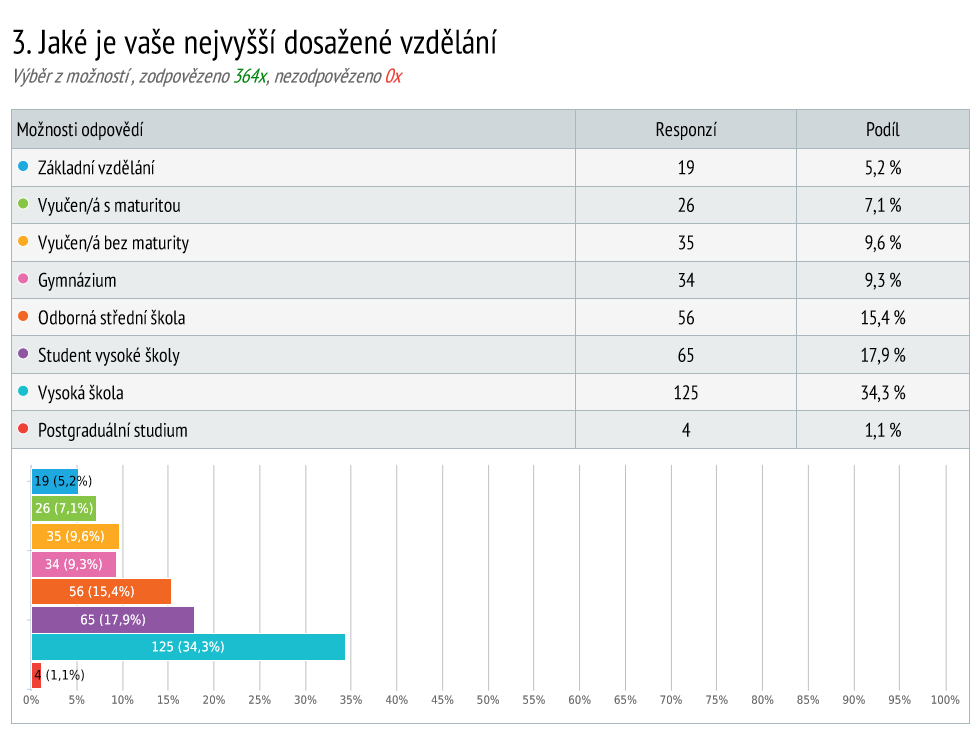 3. Jaké je vaše nejvyšší dosažené vzdělání
Výběr z možností , zodpovězeno 364x, nezodpovězeno 0x
Možnosti odpovědí Responzí Podíl
Základní vzdělání 19 5,2 %
Vyučen/á s maturitou 26 7,1 %
Vyučen/á bez maturity 35 9,6 %
Gymnázium 34 9,3 %
Odborná střední škola 56 15,4 %
Student vysoké školy 65 17,9 %
Vysoká škola 125 34,3 %
Postgraduální studium 4 1,1 %
19 (5,2%)
26 (7,1%)
35 (9,6%)
34 (9,3%)
56 (15,4%)
65 (17,9%)
125 (34,3%)
4 (1,1%)
0% 5% 10% 15% 20% 25% 30% 35% 40% 45% 50% 55% 60% 65% 70% 75% 80% 85% 90% 95% 100%